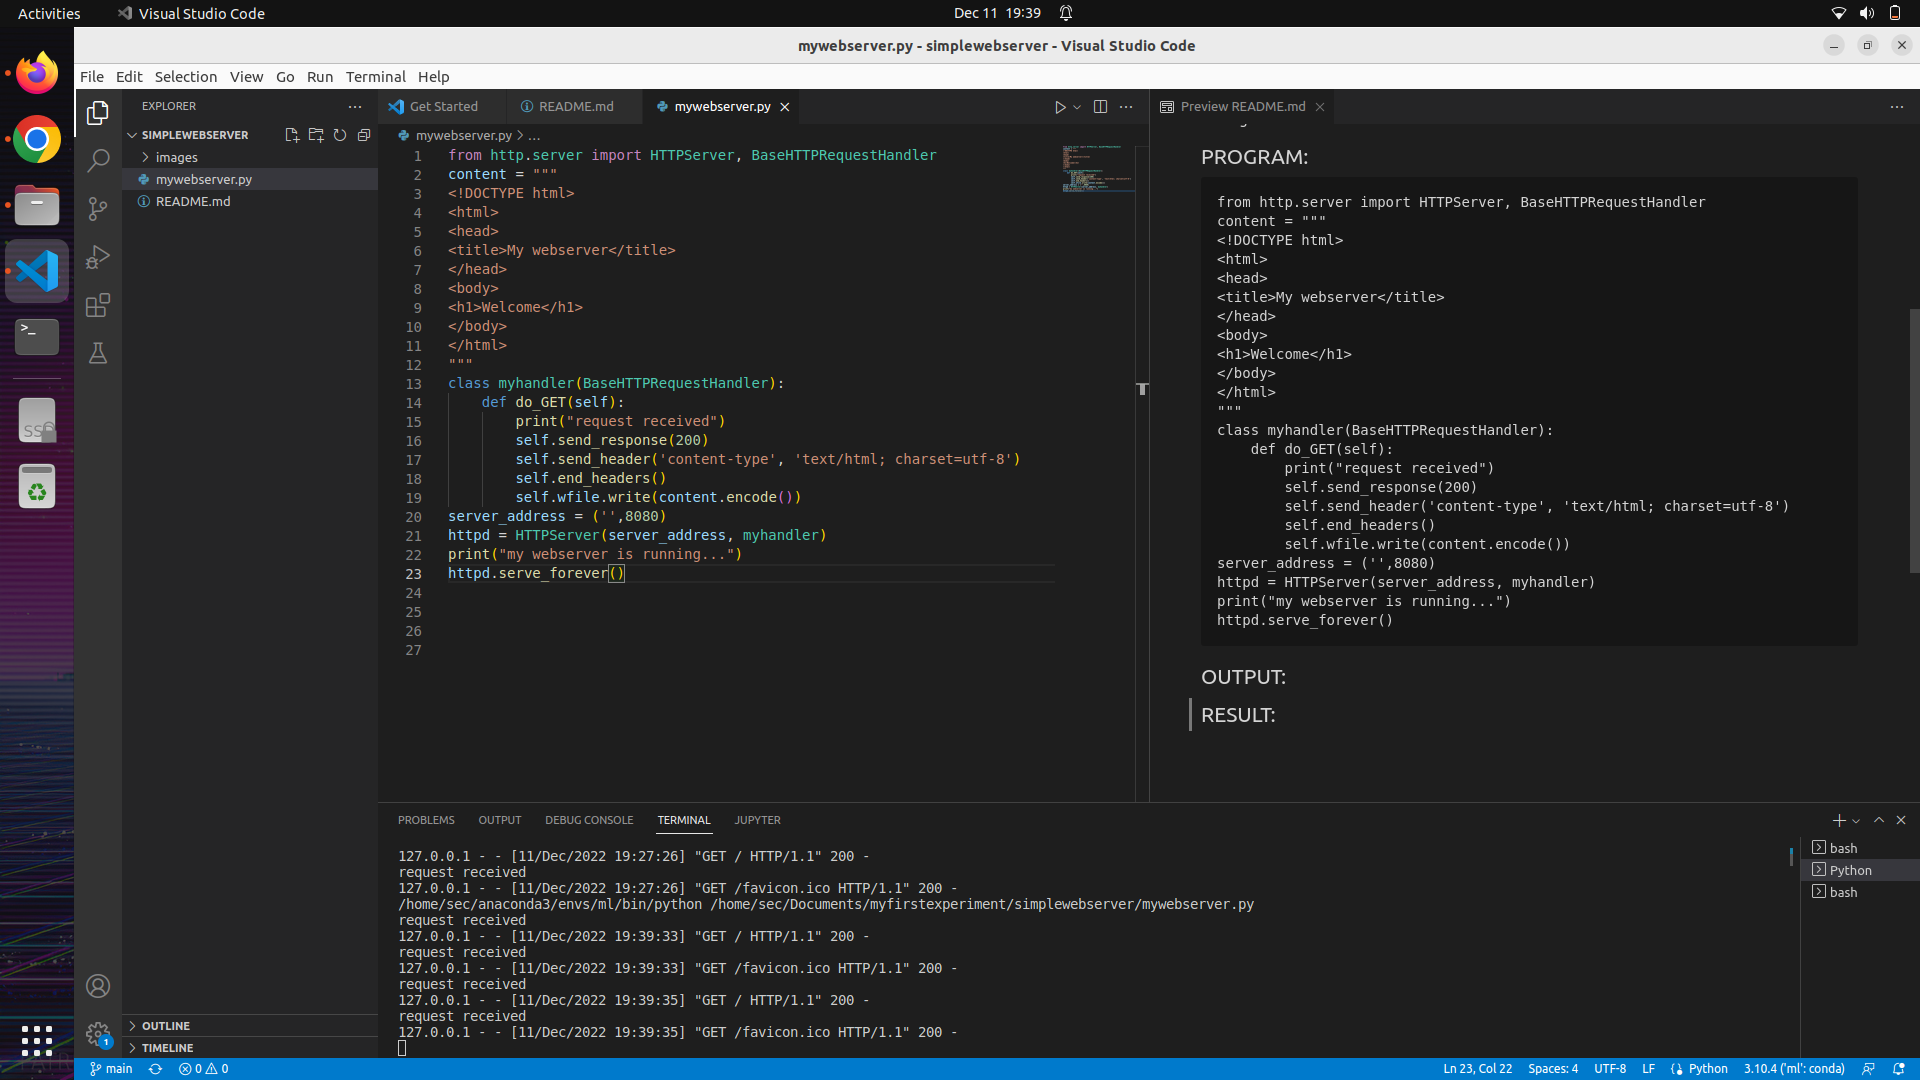 Activities
Visual Studio Code
Dec 11 19:39
mywebserver.py - simplewebserver - Visual Studio Code
File Edit Selection View Go Run Terminal Help
EXPLORER
SIMPLEWEBSERVER
images
mywebserver.py
README.md
OUTLINE
TIMELINE
Get Started
README.md
mywebserver.py
mywebserver.py > ...
1 from http.server import HTTPServer, BaseHTTPRequestHandler
2 content = """
3 <!DOCTYPE html>
4 <html>
5 <head>
6 <title>My webserver</title>
7 </head>
8 <body>
9 <h1>Welcome</h1>
10 </body>
11 </html>
12 """
13 class myhandler(BaseHTTPRequestHandler):
14     def do_GET(self):
15         print("request received")
16         self.send_response(200)
17         self.send_header('content-type', 'text/html; charset=utf-8')
18         self.end_headers()
19         self.wfile.write(content.encode())
20 server_address = ('',8080)
21 httpd = HTTPServer(server_address, myhandler)
22 print("my webserver is running...")
23 httpd.serve_forever()
24
25
26
27
Preview README.md
PROGRAM:
from http.server import HTTPServer, BaseHTTPRequestHandler
content = """
<!DOCTYPE html>
<html>
<head>
<title>My webserver</title>
</head>
<body>
<h1>Welcome</h1>
</body>
</html>
"""
class myhandler(BaseHTTPRequestHandler):
    def do_GET(self):
        print("request received")
        self.send_response(200)
        self.send_header('content-type', 'text/html; charset=utf-8')
        self.end_headers()
        self.wfile.write(content.encode())
server_address = ('',8080)
httpd = HTTPServer(server_address, myhandler)
print("my webserver is running...")
httpd.serve_forever()
OUTPUT:
RESULT:
PROBLEMS OUTPUT DEBUG CONSOLE TERMINAL JUPYTER
127.0.0.1 - - [11/Dec/2022 19:27:26] "GET / HTTP/1.1" 200 -
request received
127.0.0.1 - - [11/Dec/2022 19:27:26] "GET /favicon.ico HTTP/1.1" 200 -
/home/sec/anaconda3/envs/ml/bin/python /home/sec/Documents/myfirstexperiment/simplewebserver/mywebserver.py
request received
127.0.0.1 - - [11/Dec/2022 19:39:33] "GET / HTTP/1.1" 200 -
request received
127.0.0.1 - - [11/Dec/2022 19:39:33] "GET /favicon.ico HTTP/1.1" 200 -
request received
127.0.0.1 - - [11/Dec/2022 19:39:35] "GET / HTTP/1.1" 200 -
request received
127.0.0.1 - - [11/Dec/2022 19:39:35] "GET /favicon.ico HTTP/1.1" 200 -
bash
Python
bash
SSD
1
main 0 0
Ln 23, Col 22 Spaces: 4 UTF-8 LF Python 3.10.4 ('ml': conda)